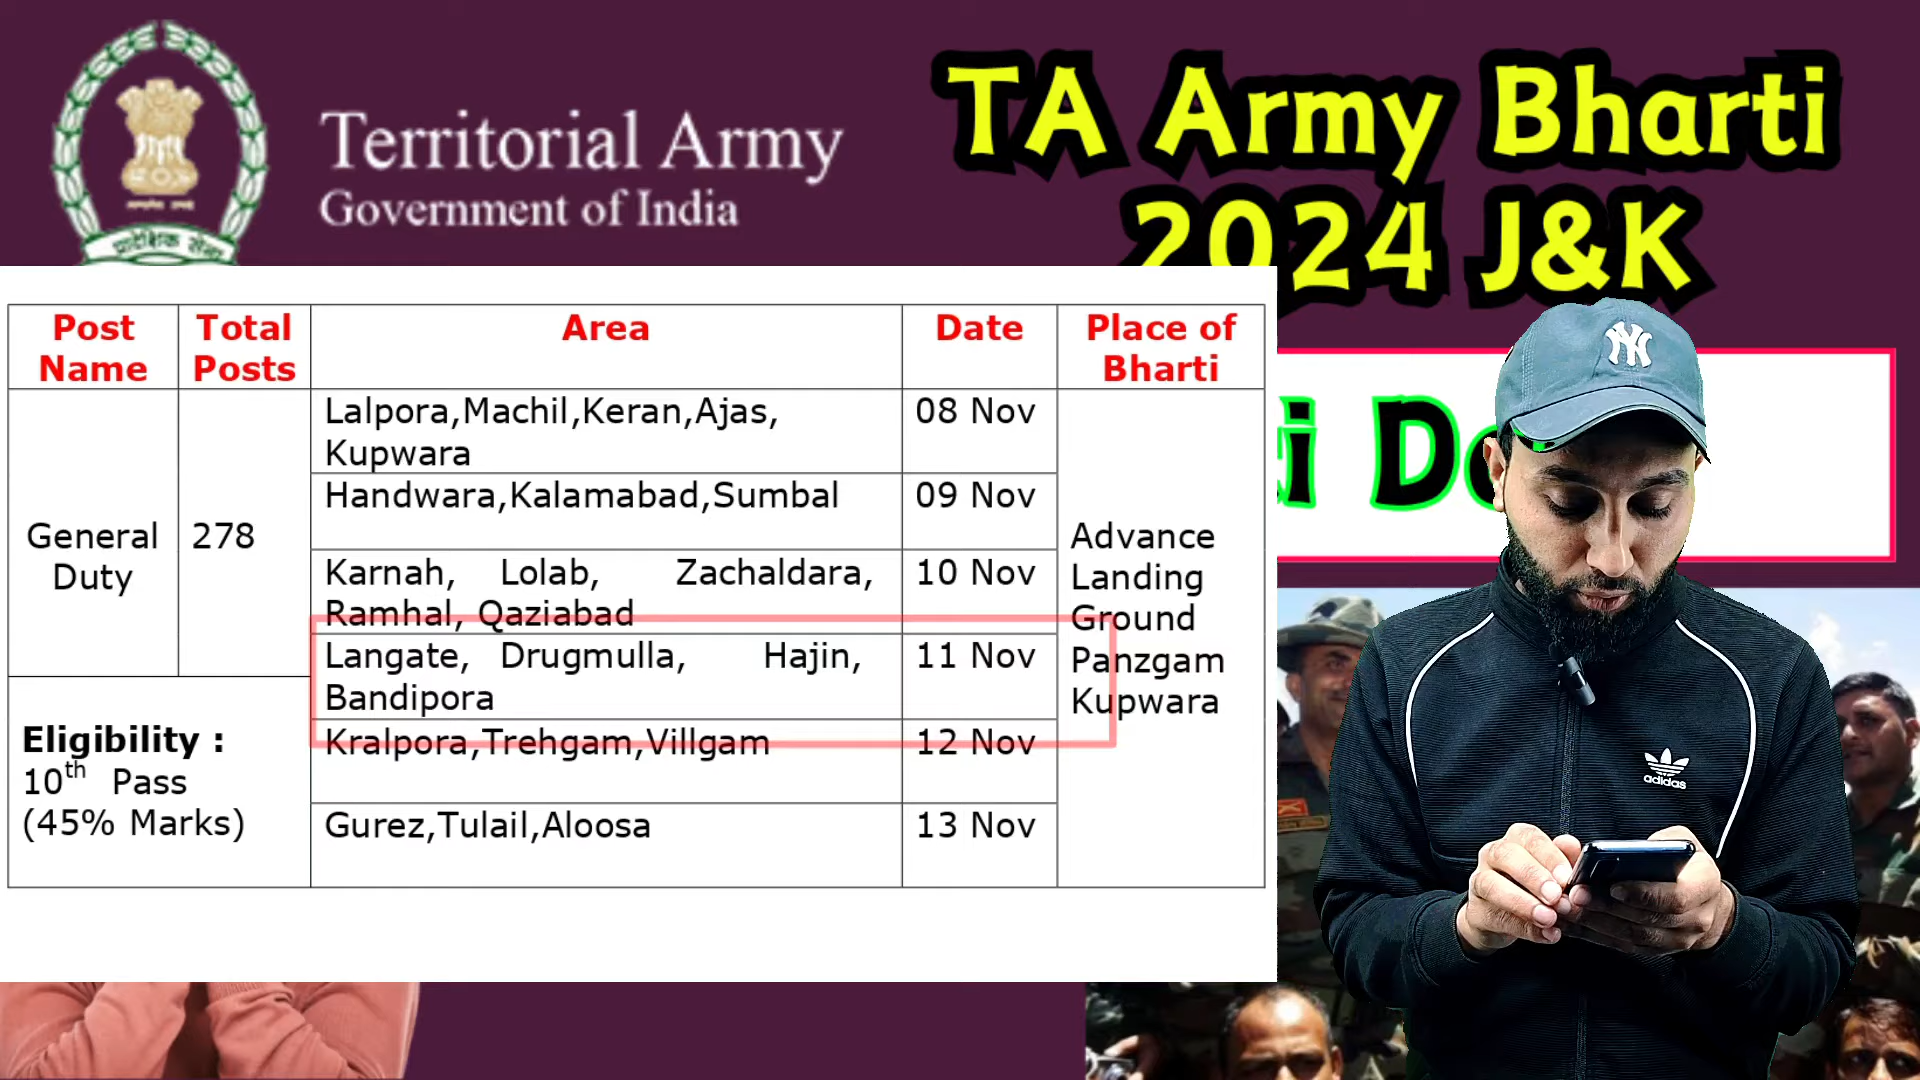 Territorial Army
Government of India
प्रादेशिक सेना
TA Army Bharti
2024 J&K
Post
Name
Total
Posts
Area
Date
Place of
Bharti
General
Duty
278
Lalpora,Machil,Keran,Ajas,
Kupwara
08 Nov
Handwara,Kalamabad,Sumbal
09 Nov
Karnah, Lolab, Zachaldara,
Ramhal, Qaziabad
10 Nov
Langate, Drugmulla, Hajin,
Bandipora
11 Nov
Kralpora,Trehgam,Villgam
12 Nov
Gurez,Tulail,Aloosa
13 Nov
Advance
Landing
Ground
Panzgam
Kupwara
Eligibility :
10th Pass
(45% Marks)
NY
adidas